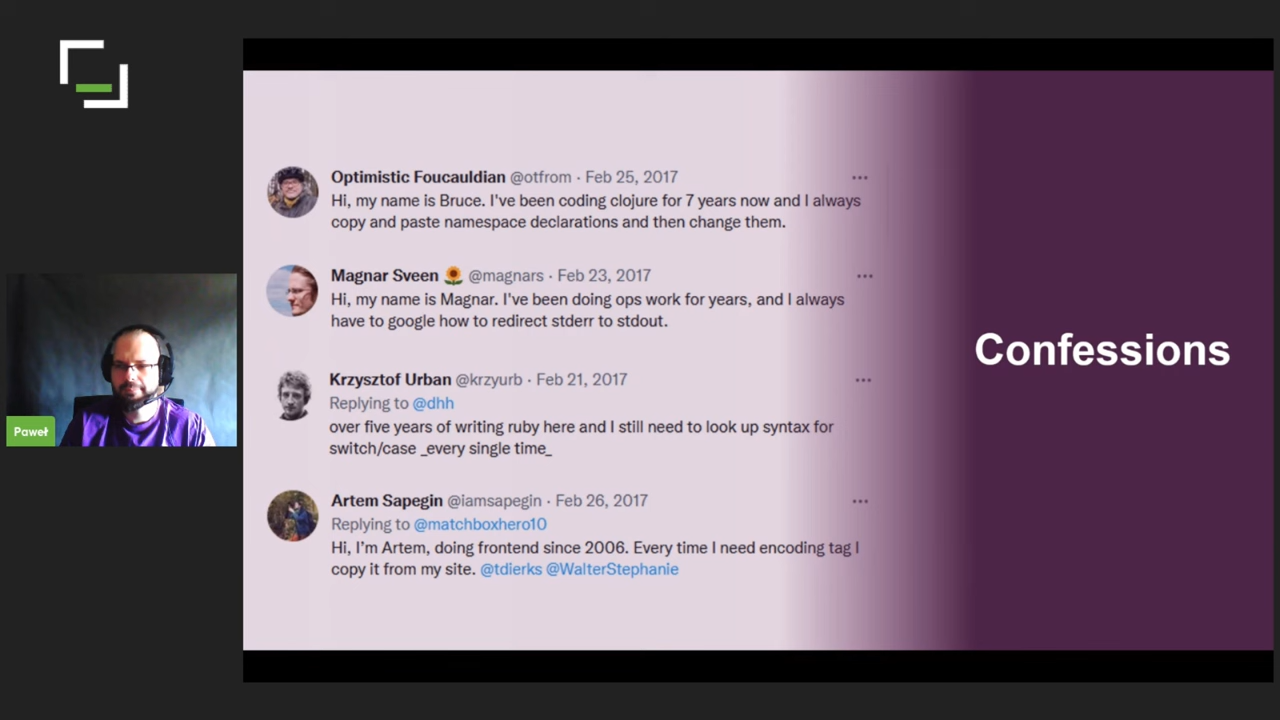 Optimistic Foucauldian @otfrom · Feb 25, 2017
Hi, my name is Bruce. I've been coding clojure for 7 years now and I always
copy and paste namespace declarations and then change them.
Magnar Sveen 🌻 @magnars · Feb 23, 2017
Hi, my name is Magnar. I've been doing ops work for years, and I always
have to google how to redirect stderr to stdout.
Krzysztof Urban @krzyurb · Feb 21, 2017
Replying to @dhh
over five years of writing ruby here and I still need to look up syntax for
switch/case _every single time_
Artem Sapegin @iamsapegin · Feb 26, 2017
Replying to @matchboxhero10
Hi, I'm Artem, doing frontend since 2006. Every time I need encoding tag I
copy it from my site. @tdierks @WalterStephanie
Confessions
Paweł